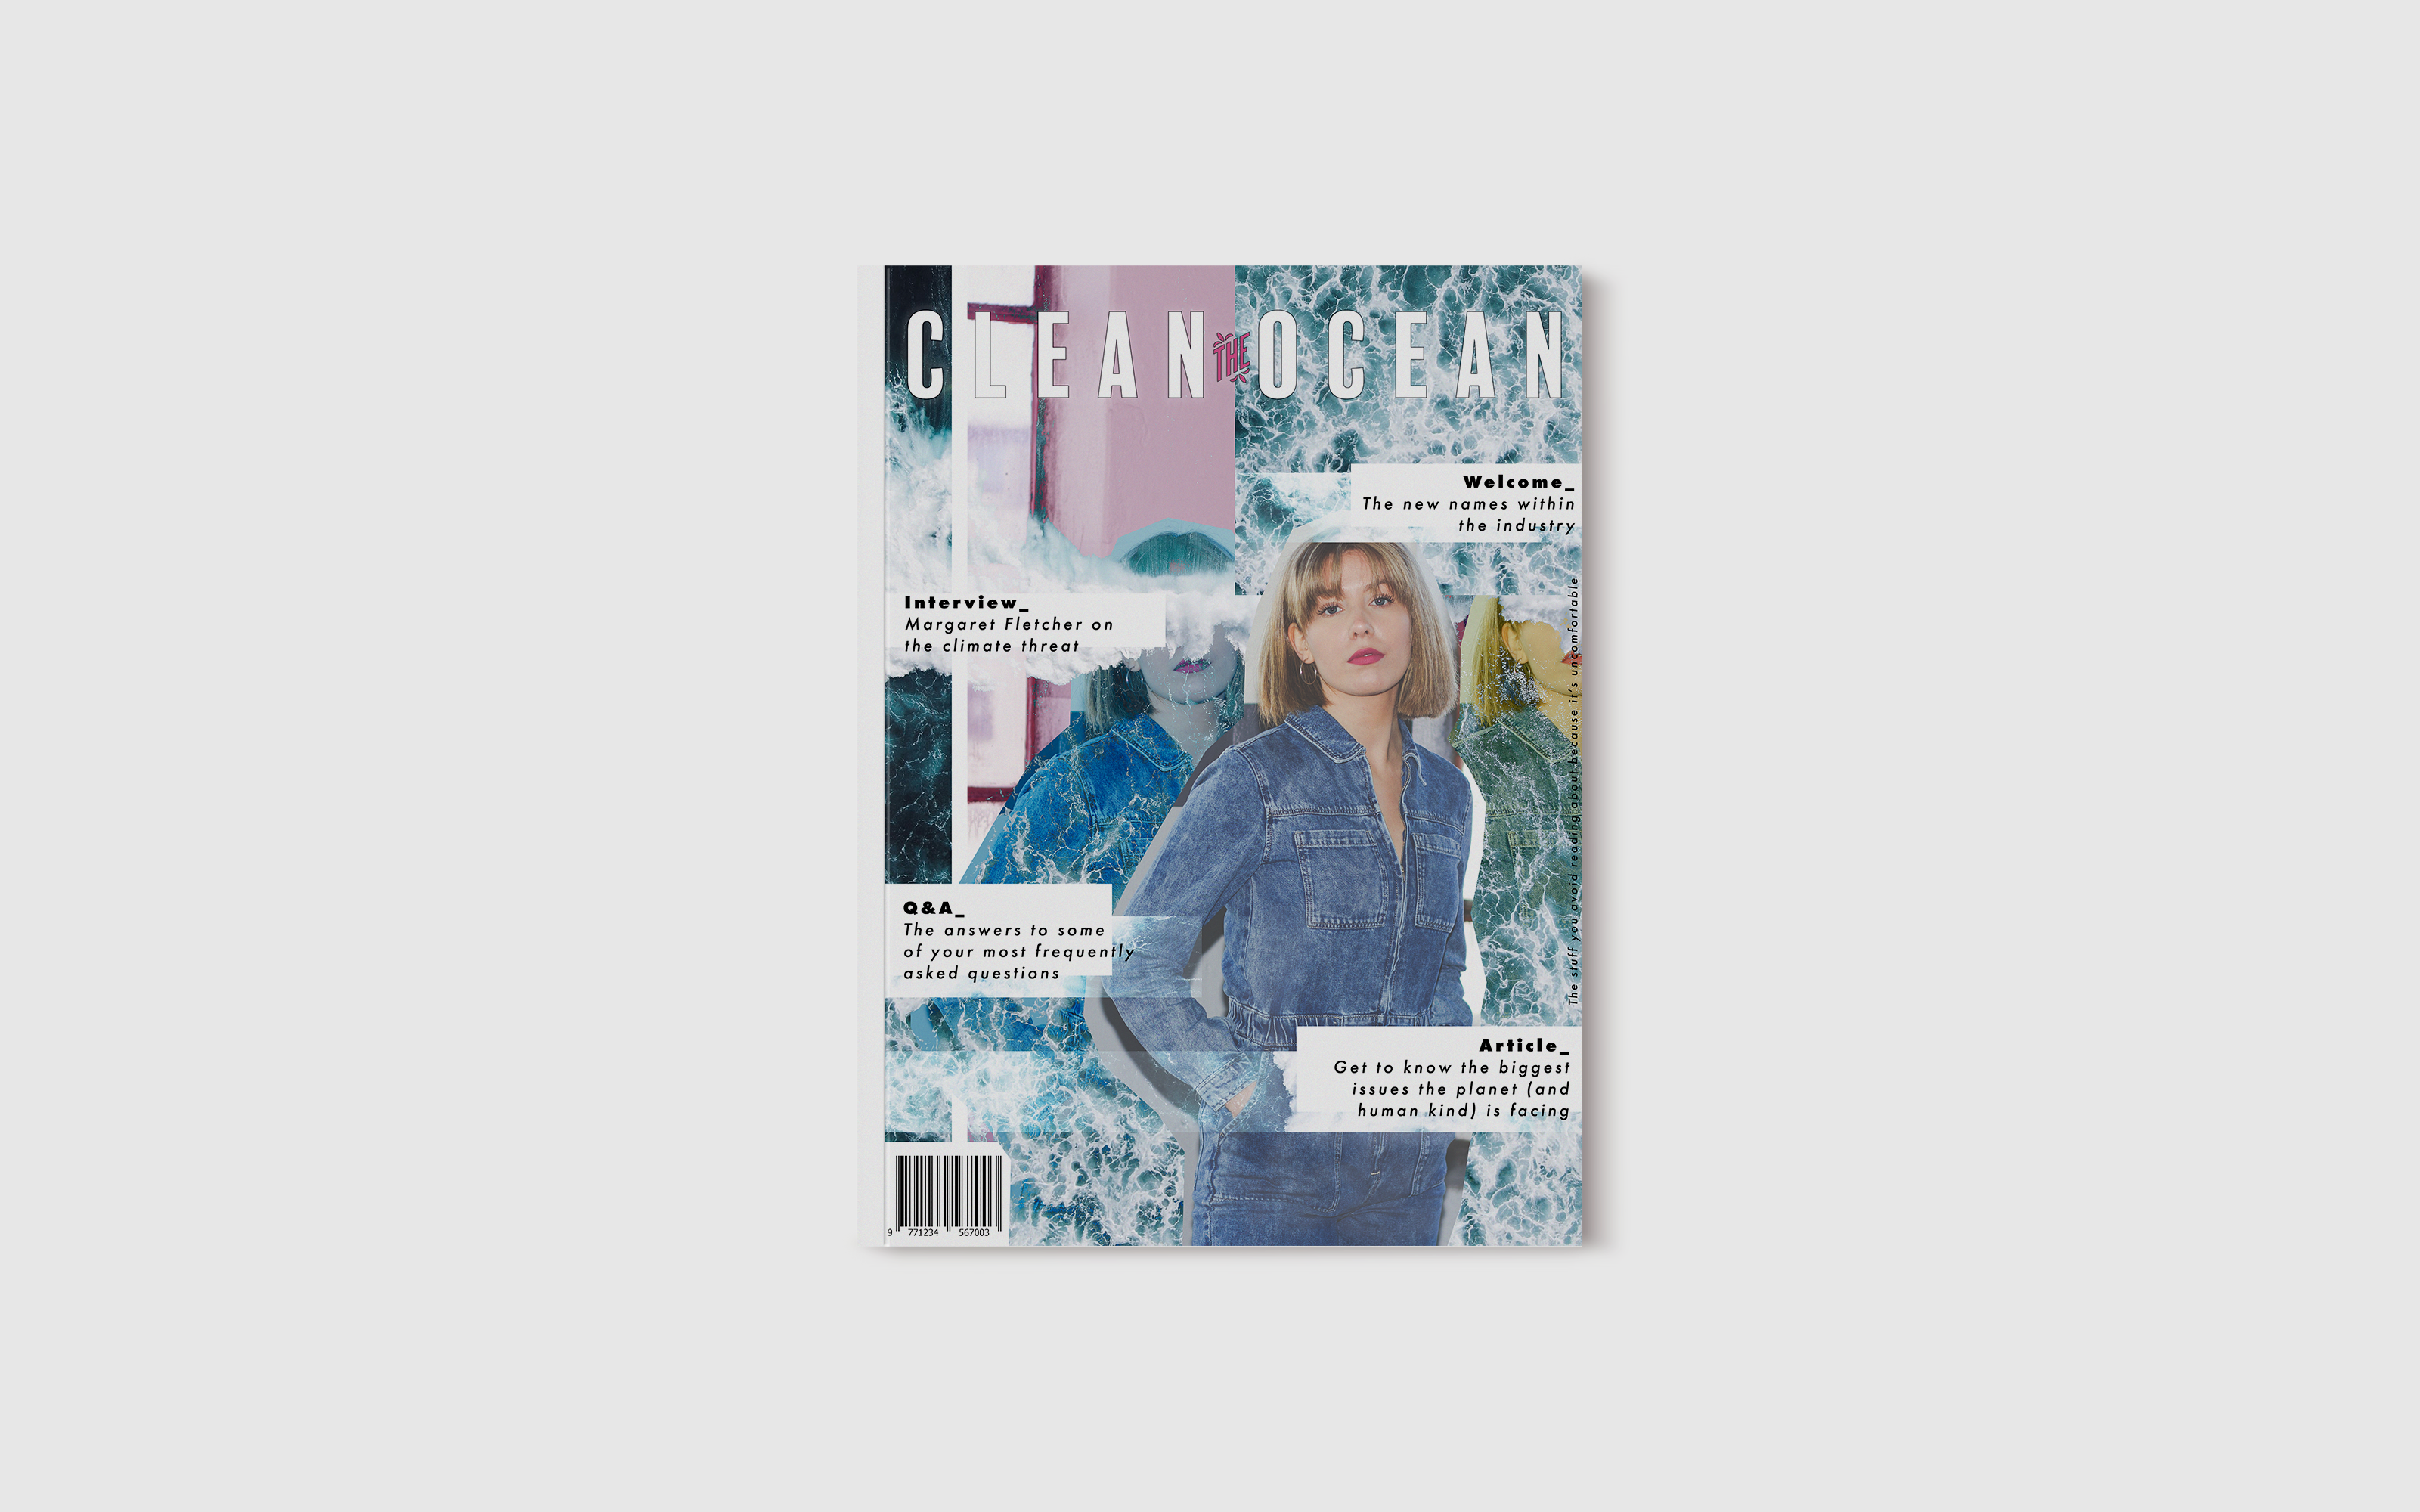 CLEAN THE OCEAN
Welcome_
The new names within
the industry
Interview_
Margaret Fletcher on
the climate threat
The stuff you avoid reading about because it's uncomfortable
Q&A_
The answers to some
of your most frequently
asked questions
Article_
Get to know the biggest
issues the planet (and
human kind) is facing
9 771234 567003